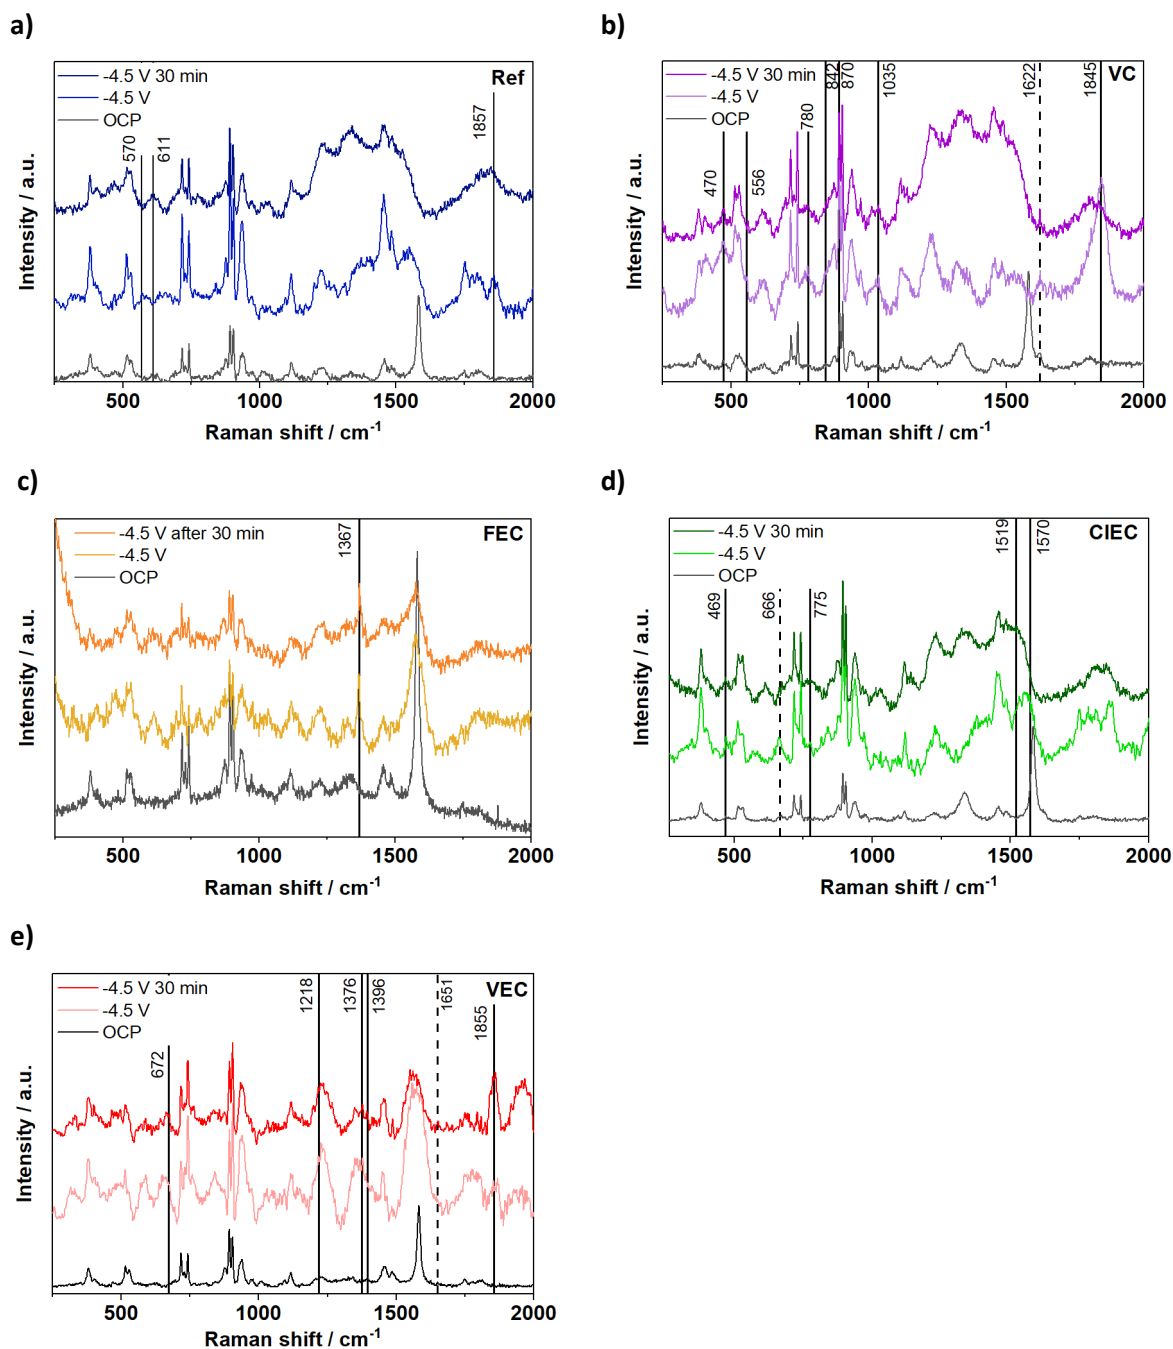 a)
-4.5 V 30 min
-4.5 V
OCP
Ref
570
611
1857
Intensity / a.u.
500
1000
1500
2000
Raman shift / cm-1
b)
-4.5 V 30 min
-4.5 V
OCP
VC
470
556
780
842
870
1035
1622
1845
Intensity / a.u.
500
1000
1500
2000
Raman shift / cm-1
c)
-4.5 V after 30 min
-4.5 V
OCP
FEC
1367
Intensity / a.u.
500
1000
1500
2000
Raman shift / cm-1
d)
-4.5 V 30 min
-4.5 V
OCP
ClEC
469
666
775
1519
1570
Intensity / a.u.
500
1000
1500
2000
Raman shift / cm-1
e)
-4.5 V 30 min
-4.5 V
OCP
VEC
672
1218
1376
1396
1651
1855
Intensity / a.u.
500
1000
1500
2000
Raman shift / cm-1